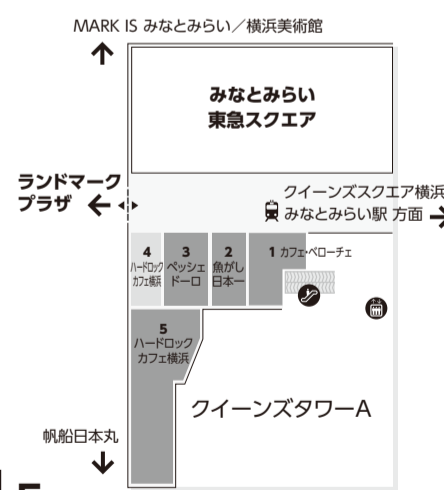 MARK IS みなとみらい／横浜美術館
みなとみらい
東急スクエア
ランドマーク
プラザ
クイーンズスクエア横浜
みなとみらい駅 方面
4
ハードロック
カフェ横浜
3
ペッシェ
ドーロ
2
魚がし
日本一
1 カフェ・ベローチェ
5
ハードロック
カフェ横浜
クイーンズタワーA
帆船日本丸